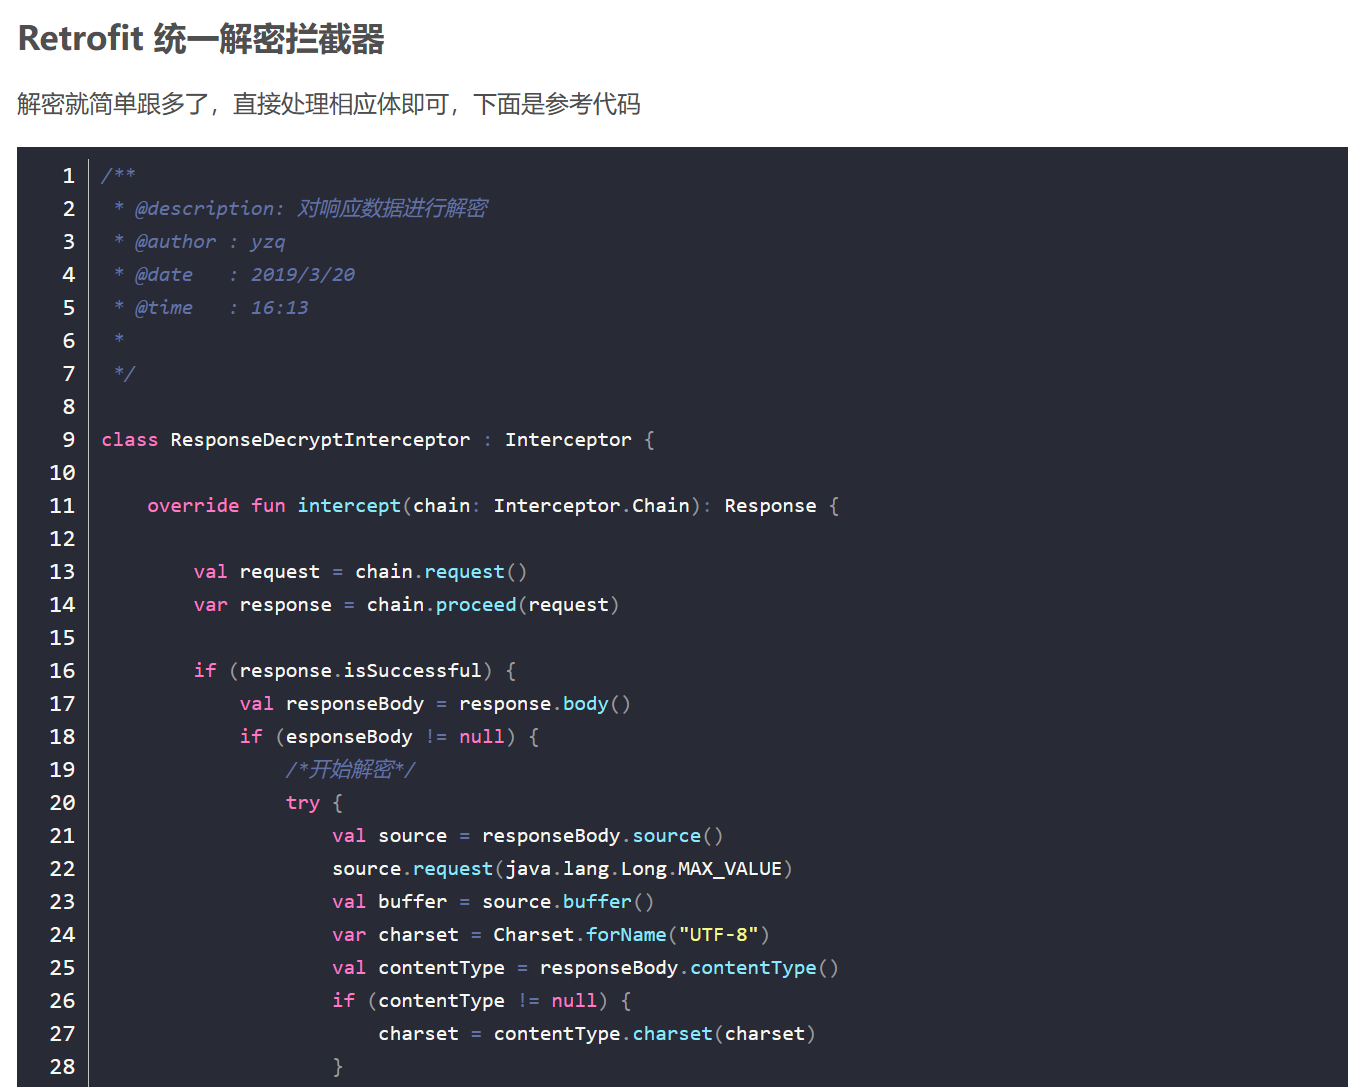 Retrofit 统一解密拦截器
解密就简单跟多了，直接处理相应体即可，下面是参考代码
1 /**
2  * @description: 对响应数据进行解密
3  * @author : yzq
4  * @date   : 2019/3/20
5  * @time   : 16:13
6  *
7  */
8
9 class ResponseDecryptInterceptor : Interceptor {
10
11     override fun intercept(chain: Interceptor.Chain): Response {
12
13         val request = chain.request()
14         var response = chain.proceed(request)
15
16         if (response.isSuccessful) {
17             val responseBody = response.body()
18             if (esponseBody != null) {
19                 /*开始解密*/
20                 try {
21                     val source = responseBody.source()
22                     source.request(java.lang.Long.MAX_VALUE)
23                     val buffer = source.buffer()
24                     var charset = Charset.forName("UTF-8")
25                     val contentType = responseBody.contentType()
26                     if (contentType != null) {
27                         charset = contentType.charset(charset)
28                     }